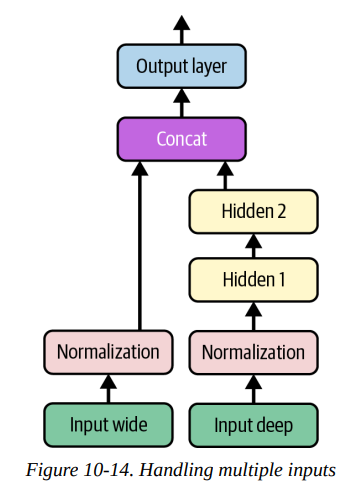 Output layer
Concat
Hidden 2
Hidden 1
Normalization Normalization
Input wide Input deep
Figure 10-14. Handling multiple inputs